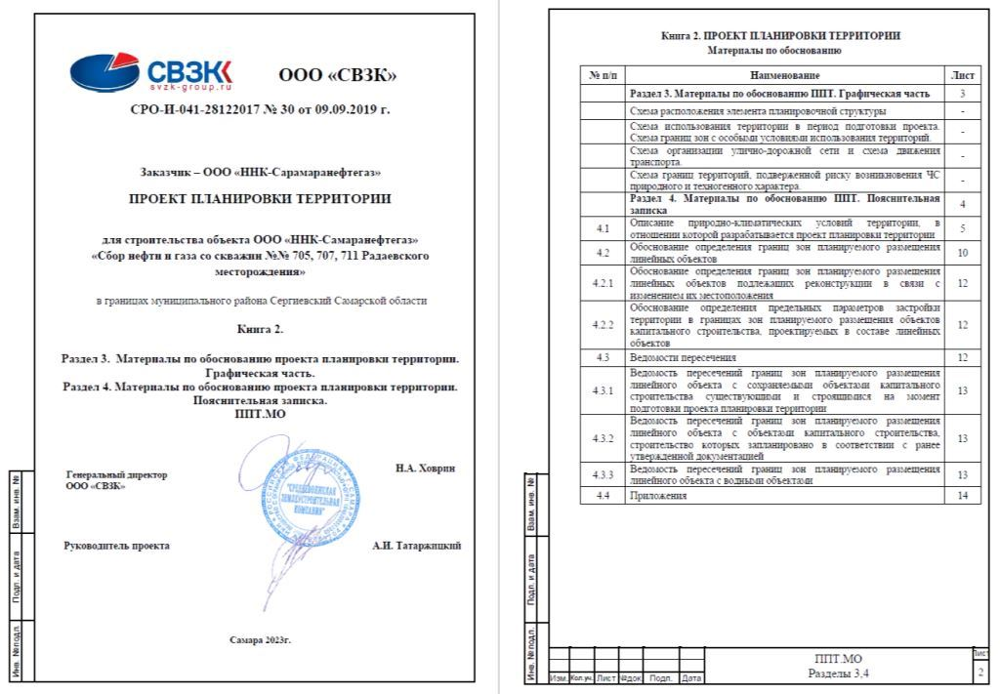 СВЗК
svzk-group.ru
ООО «СВЗК»
СРО-И-041-28122017 № 30 от 09.09.2019 г.
Заказчик – ООО «ННК-Сарамаранефтегаз»
ПРОЕКТ ПЛАНИРОВКИ ТЕРРИТОРИИ
для строительства объекта ООО «ННК-Самаранефтегаз»
«Сбор нефти и газа со скважин №№ 705, 707, 711 Радаевского
месторождения»
в границах муниципального района Сергиевский Самарской области
Книга 2.
Раздел 3. Материалы по обоснованию проекта планировки территории.
Графическая часть.
Раздел 4. Материалы по обоснованию проекта планировки территории.
Пояснительная записка.
ППТ.МО
Генеральный директор
ООО «СВЗК»
Н.А. Ховрин
"СРЕДНЕВОЛЖСКАЯ
ЗЕМЛЕУСТРОИТЕЛЬНАЯ
КОМПАНИЯ"
Руководитель проекта
А.И. Татаржицкий
Самара 2023г.
Взам. инв. №
Подп. и дата
Инв. № подл.
Книга 2. ПРОЕКТ ПЛАНИРОВКИ ТЕРРИТОРИИ
Материалы по обоснованию
№ п/п Наименование Лист
Раздел 3. Материалы по обоснованию ППТ. Графическая часть 3
Схема расположения элемента планировочной структуры -
Схема использования территории в период подготовки проекта.
Схема границ зон с особыми условиями использования территорий. -
Схема организации улично-дорожной сети и схема движения
транспорта. -
Схема границ территорий, подверженной риску возникновения ЧС
природного и техногенного характера. -
Раздел 4. Материалы по обоснованию ППТ. Пояснительная
записка 4
4.1 Описание природно-климатических условий территории, в
отношении которой разрабатывается проект планировки территории 5
4.2 Обоснование определения границ зон планируемого размещения
линейных объектов 10
4.2.1 Обоснование определения границ зон планируемого размещения
линейных объектов подлежащих реконструкции в связи с
изменением их местоположения 12
4.2.2 Обоснование определения предельных параметров застройки
территории в границах зон планируемого размещения объектов
капитального строительства, проектируемых в составе линейных
объектов 12
4.3 Ведомости пересечения 12
4.3.1 Ведомость пересечений границ зон планируемого размещения
линейного объекта с сохраняемыми объектами капитального
строительства существующими и строящимися на момент
подготовки проекта планировки территории 13
4.3.2 Ведомость пересечений границ зон планируемого размещения
линейного объекта с объектами капитального строительства,
строительство которых запланировано в соответствии с ранее
утвержденной документацией 13
4.3.3 Ведомость пересечений границ зон планируемого размещения
линейного объекта с водными объектами 13
4.4 Приложения 14
Взам. инв. №
Подп. и дата
Инв. № подл.
Изм. Кол.уч. Лист №док Подп. Дата
ППТ.МО
Разделы 3,4
Лист
2